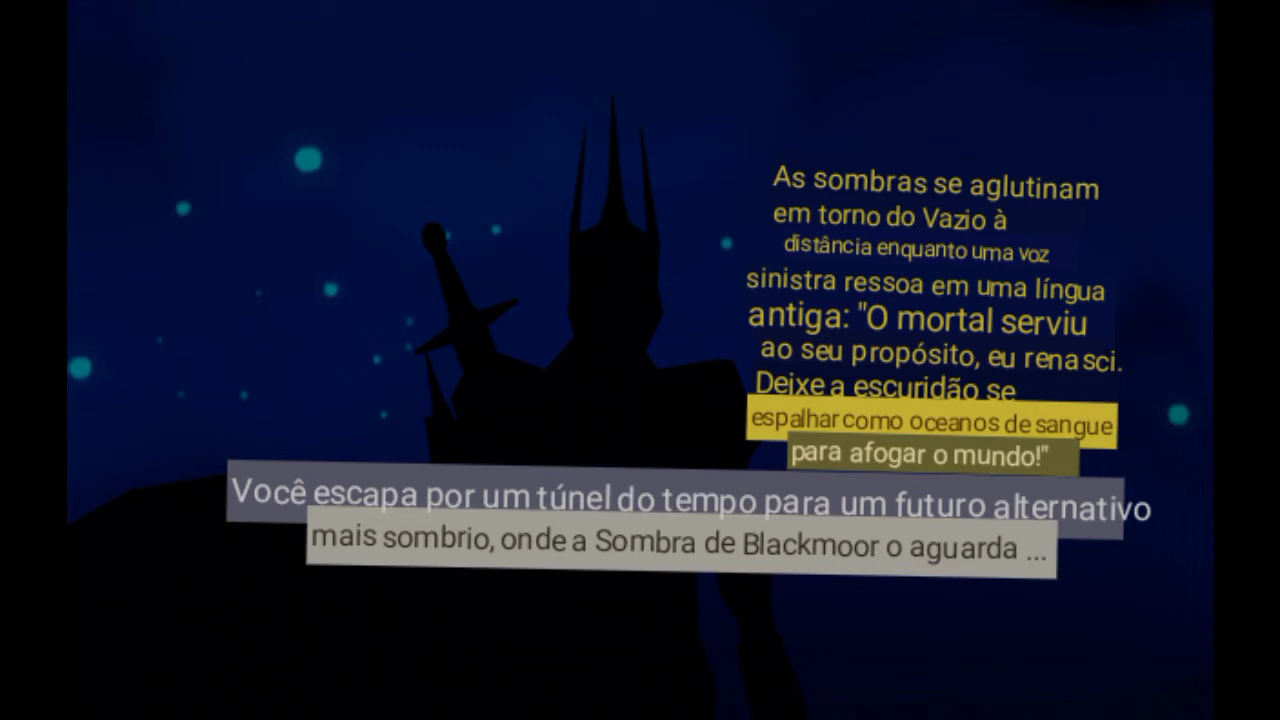 As sombras se aglutinam
em torno do Vazio à
distância enquanto uma voz
sinistra ressoa em uma língua
antiga: "O mortal serviu
ao seu propósito, eu renasci.
Deixe a escuridão se
espalhar como oceanos de sangue
para afogar o mundo!"
Você escapa por um túnel do tempo para um futuro alternativo
mais sombrio, onde a Sombra de Blackmoor o aguarda ...